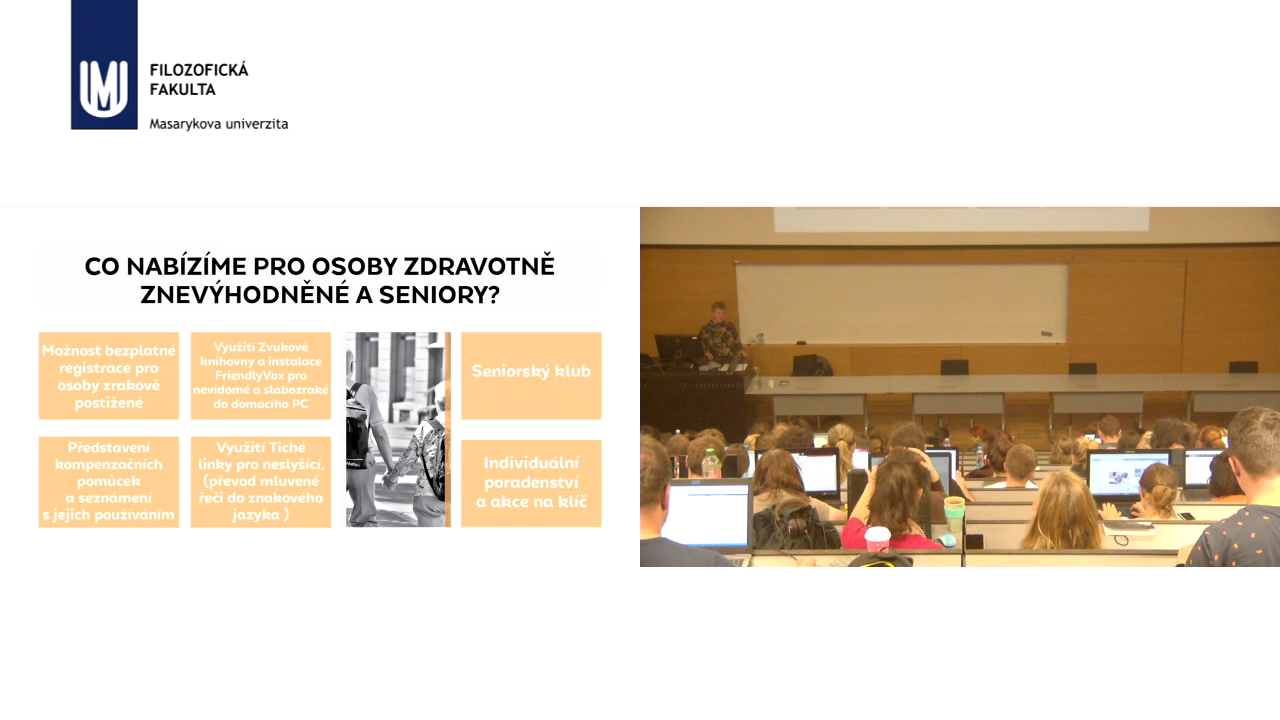 FILOZOFICKÁ
FAKULTA
Masarykova univerzita
CO NABÍZÍME PRO OSOBY ZDRAVOTNĚ
ZNEVÝHODNĚNÉ A SENIORY?
Možnost bezplatné
registrace pro
osoby zrakově
postižené
Využití Zvukové
knihovny a instalace
FriendlyVox pro
nevidomé a slabozraké
do domácího PC
Seniorský klub
Představení
kompenzačních
pomůcek
a seznámení
s jejich používáním
Využití Tiché
linky pro neslyšící,
(převod mluvené
řeči do znakového
jazyka )
Individuální
poradenství
a akce na klíč